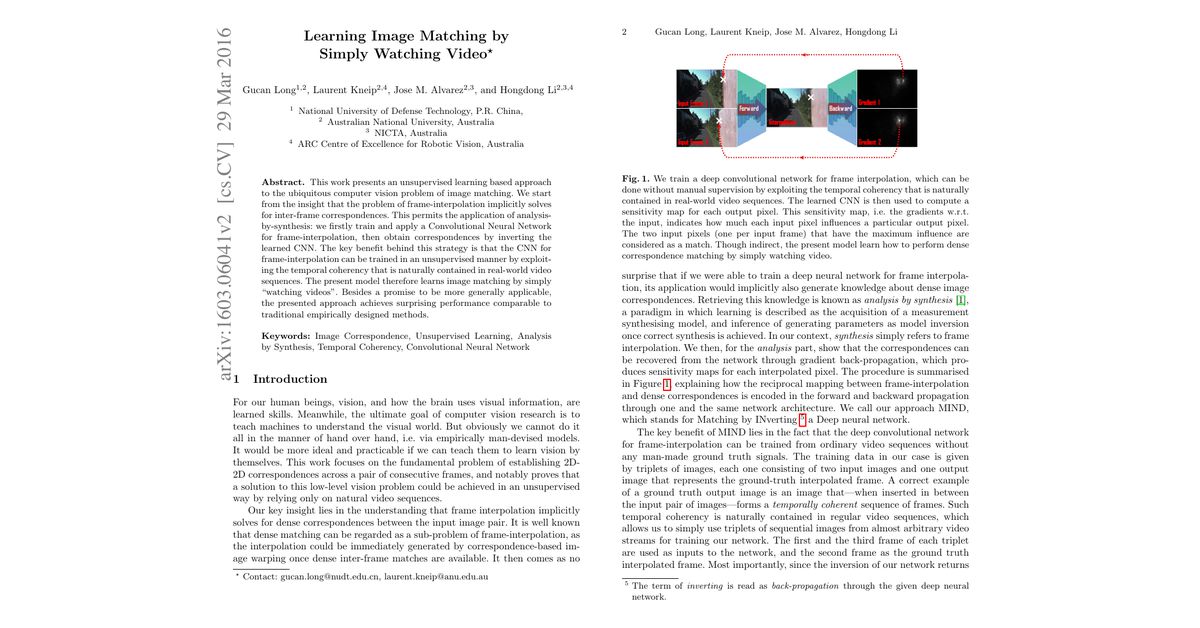 arXiv:1603.06041v2 [cs.CV] 29 Mar 2016
Learning Image Matching by
Simply Watching Video⋆
Gucan Long1,2, Laurent Kneip2,4, Jose M. Alvarez2,3, and Hongdong Li2,3,4
1 National University of Defense Technology, P.R. China,
2 Australian National University, Australia
3 NICTA, Australia
4 ARC Centre of Excellence for Robotic Vision, Australia
Abstract. This work presents an unsupervised learning based approach
to the ubiquitous computer vision problem of image matching. We start
from the insight that the problem of frame-interpolation implicitly solves
for inter-frame correspondences. This permits the application of analysis-
by-synthesis: we firstly train and apply a Convolutional Neural Network
for frame-interpolation, then obtain correspondences by inverting the
learned CNN. The key benefit behind this strategy is that the CNN for
frame-interpolation can be trained in an unsupervised manner by exploit-
ing the temporal coherency that is naturally contained in real-world video
sequences. The present model therefore learns image matching by simply
“watching videos”. Besides a promise to be more generally applicable,
the presented approach achieves surprising performance comparable to
traditional empirically designed methods.
Keywords: Image Correspondence, Unsupervised Learning, Analysis
by Synthesis, Temporal Coherency, Convolutional Neural Network
1 Introduction
For our human beings, vision, and how the brain uses visual information, are
learned skills. Meanwhile, the ultimate goal of computer vision research is to
teach machines to understand the visual world. But obviously we cannot do it
all in the manner of hand over hand, i.e. via empirically man-devised models.
It would be more ideal and practicable if we can teach them to learn vision by
themselves. This work focuses on the fundamental problem of establishing 2D-
2D correspondences across a pair of consecutive frames, and notably proves that
a solution to this low-level vision problem could be achieved in an unsupervised
way by relying only on natural video sequences.
Our key insight lies in the understanding that frame interpolation implicitly
solves for dense correspondences between the input image pair. It is well known
that dense matching can be regarded as a sub-problem of frame-interpolation, as
the interpolation could be immediately generated by correspondence-based im-
age warping once dense inter-frame matches are available. It then comes as no
⋆ Contact: gucan.long@nudt.edu.cn, laurent.kneip@anu.edu.au
2 Gucan Long, Laurent Kneip, Jose M. Alvarez, Hongdong Li
Forward
Backward
Gradient 1
Gradient 2
Fig. 1. We train a deep convolutional network for frame interpolation, which can be
done without manual supervision by exploiting the temporal coherency that is naturally
contained in real-world video sequences. The learned CNN is then used to compute a
sensitivity map for each output pixel. This sensitivity map, i.e. the gradients w.r.t.
the input, indicates how much each input pixel influences a particular output pixel.
The two input pixels (one per input frame) that have the maximum influence are
considered as a match. Though indirect, the present model learn how to perform dense
correspondence matching by simply watching video.
surprise that if we were able to train a deep neural network for frame interpola-
tion, its application would implicitly also generate knowledge about dense image
correspondences. Retrieving this knowledge is known as analysis by synthesis [1],
a paradigm in which learning is described as the acquisition of a measurement
synthesising model, and inference of generating parameters as model inversion
once correct synthesis is achieved. In our context, synthesis simply refers to frame
interpolation. We then, for the analysis part, show that the correspondences can
be recovered from the network through gradient back-propagation, which pro-
duces sensitivity maps for each interpolated pixel. The procedure is summarised
in Figure 1, explaining how the reciprocal mapping between frame-interpolation
and dense correspondences is encoded in the forward and backward propagation
through one and the same network architecture. We call our approach MIND,
which stands for Matching by INverting 5 a Deep neural network.
The key benefit of MIND lies in the fact that the deep convolutional network
for frame-interpolation can be trained from ordinary video sequences without
any man-made ground truth signals. The training data in our case is given
by triplets of images, each one consisting of two input images and one output
image that represents the ground-truth interpolated frame. A correct example
of a ground truth output image is an image that—when inserted in between
the input pair of images—forms a temporally coherent sequence of frames. Such
temporal coherency is naturally contained in regular video sequences, which
allows us to simply use triplets of sequential images from almost arbitrary video
streams for training our network. The first and the third frame of each triplet
are used as inputs to the network, and the second frame as the ground truth
interpolated frame. Most importantly, since the inversion of our network returns
5 The term of inverting is read as back-propagation through the given deep neural
network.